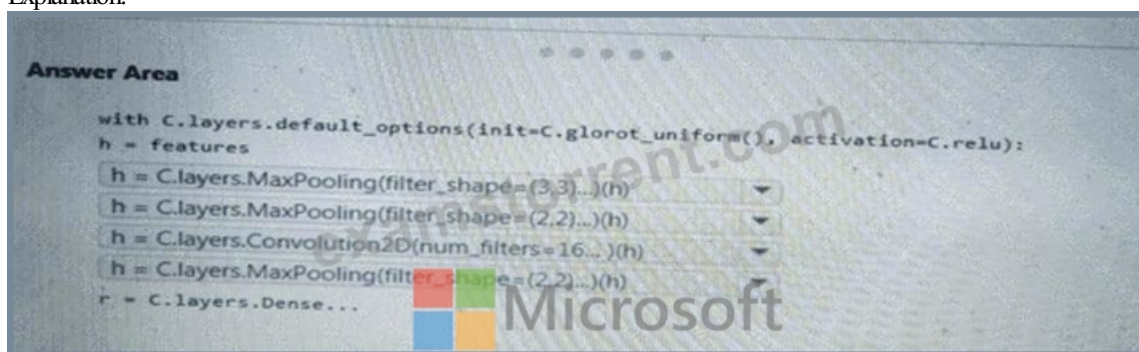 Explanation:
Answer Area
with C.layers.default_options(init=C.glorot_uniform(), activation=C.relu):
h = features
h = C.layers.MaxPooling(filter_shape=(3,3)...)(h)
h = C.layers.MaxPooling(filter_shape=(2,2)...)(h)
h = C.layers.Convolution2D(num_filters=16... )(h)
h = C.layers.MaxPooling(filter_shape=(2,2)...)(h)
r = C.layers.Dense...
examstorrent.com
Microsoft